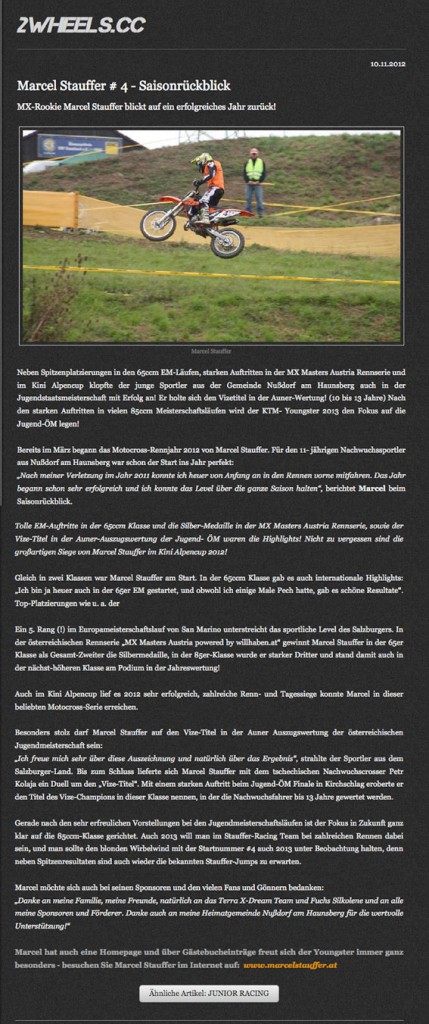 2WHEELS.CC
10.11.2012
Marcel Stauffer # 4 - Saisonrückblick
MX-Rookie Marcel Stauffer blickt auf ein erfolgreiches Jahr zurück!
Marcel Stauffer
Neben Spitzenplatzierungen in den 65ccm EM-Läufen, starken Auftritten in der MX Masters Austria Rennserie und
im Kini Alpencup klopfte der junge Sportler aus der Gemeinde Nußdorf am Haunsberg auch in der
Jugendstaatsmeisterschaft mit Erfolg an! Er holte sich den Vizetitel in der Auner-Wertung! (10 bis 13 Jahre) Nach
den starken Auftritten in vielen 85ccm Meisterschaftsläufen wird der KTM- Youngster 2013 den Fokus auf die
Jugend-ÖM legen!
Bereits im März begann das Motocross-Rennjahr 2012 von Marcel Stauffer. Für den 11- jährigen Nachwuchssportler
aus Nußdorf am Haunsberg war schon der Start ins Jahr perfekt:
„Nach meiner Verletzung im Jahr 2011 konnte ich heuer von Anfang an in den Rennen vorne mitfahren. Das Jahr
begann schon sehr erfolgreich und ich konnte das Level über die ganze Saison halten", berichtet Marcel beim
Saisonrückblick.
Tolle EM-Auftritte in der 65ccm Klasse und die Silber-Medaille in der MX Masters Austria Rennserie, sowie der
Vize-Titel in der Auner-Auszugswertung der Jugend- ÖM waren die Highlights! Nicht zu vergessen sind die
großartigen Siege von Marcel Stauffer im Kini Alpencup 2012!
Gleich in zwei Klassen war Marcel Stauffer am Start. In der 65ccm Klasse gab es auch internationale Highlights:
„Ich bin ja heuer auch in der 65er EM gestartet, und obwohl ich einige Male Pech hatte, gab es schöne Resultate".
Top-Platzierungen wie u. a. der
Ein 5. Rang (!) im Europameisterschaftslauf von San Marino unterstreicht das sportliche Level des Salzburgers. In
der österreichischen Rennserie „MX Masters Austria powered by willhaben.at" gewinnt Marcel Stauffer in der 65er
Klasse als Gesamt-Zweiter die Silbermedaille, in der 85er-Klasse wurde er starker Dritter und stand damit auch in
der nächst-höheren Klasse am Podium in der Jahreswertung!
Auch im Kini Alpencup lief es 2012 sehr erfolgreich, zahlreiche Renn- und Tagessiege konnte Marcel in dieser
beliebten Motocross-Serie erreichen.
Besonders stolz darf Marcel Stauffer auf den Vize-Titel in der Auner Auszugswertung der österreichischen
Jugendmeisterschaft sein:
„Ich freue mich sehr über diese Auszeichnung und natürlich über das Ergebnis", strahlte der Sportler aus dem
Salzburger-Land. Bis zum Schluss lieferte sich Marcel Stauffer mit dem tschechischen Nachwuchscrosser Petr
Kolaja ein Duell um den „Vize-Titel". Mit einem starken Auftritt beim Jugend-ÖM Finale in Kirchschlag eroberte er
den Titel des Vize-Champions in dieser Klasse nennen, in der die Nachwuchsfahrer bis 13 Jahre gewertet werden.
Gerade nach den sehr erfreulichen Vorstellungen bei den Jugendmeisterschaftsläufen ist der Fokus in Zukunft ganz
klar auf die 85ccm-Klasse gerichtet. Auch 2013 will man im Stauffer-Racing Team bei zahlreichen Rennen dabei
sein, und man sollte den blonden Wirbelwind mit der Startnummer #4 auch 2013 unter Beobachtung halten, denn
neben Spitzenresultaten sind auch wieder die bekannten Stauffer-Jumps zu erwarten.
Marcel möchte sich auch bei seinen Sponsoren und den vielen Fans und Gönnern bedanken:
„Danke an meine Familie, meine Freunde, natürlich an das Terra X-Dream Team und Fuchs Silkolene und an alle
meine Sponsoren und Förderer. Danke auch an meine Heimatgemeinde Nußdorf am Haunsberg für die wertvolle
Unterstützung!"
Marcel hat auch eine Homepage und über Gästebucheinträge freut sich der Youngster immer ganz
besonders - besuchen Sie Marcel Stauffer im Internet auf: www.marcelstauffer.at
Ähnliche Artikel: JUNIOR RACING